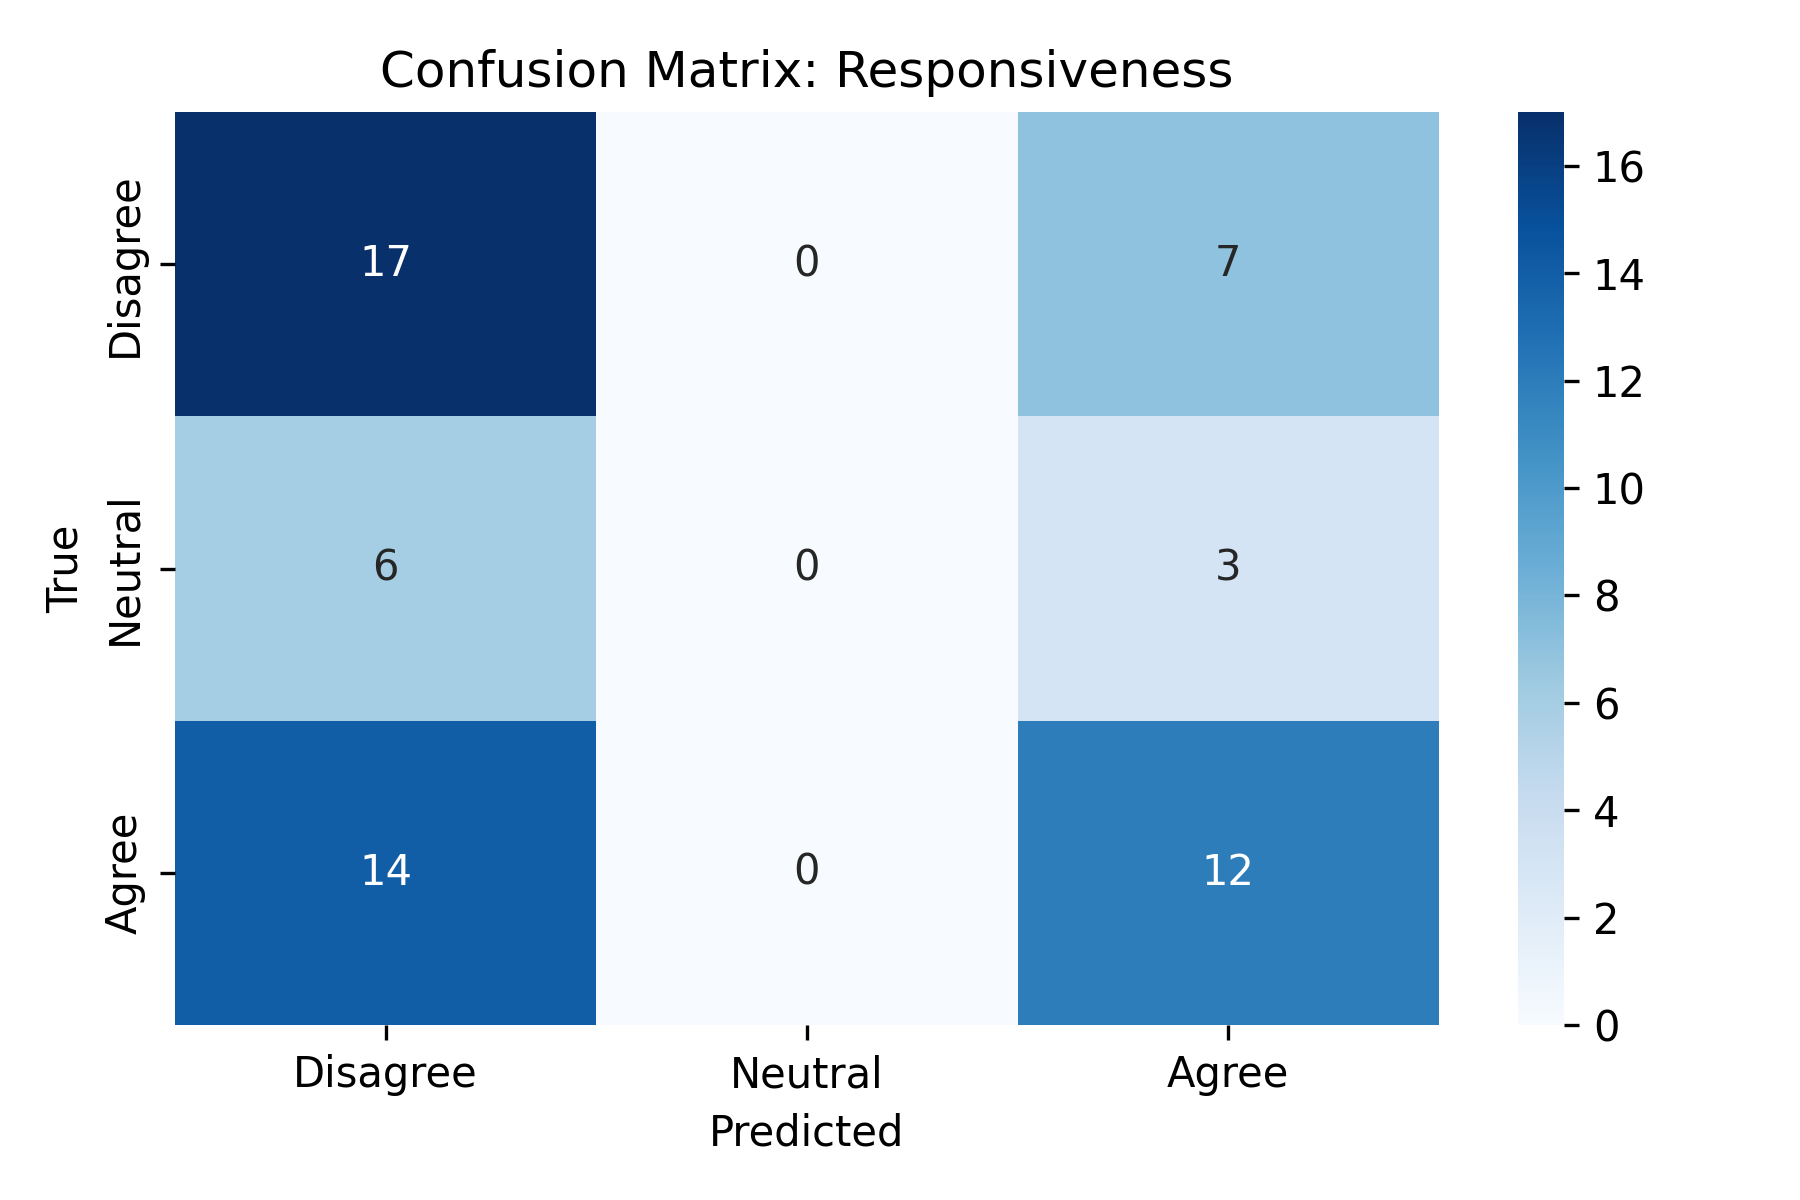 Confusion Matrix: Responsiveness
True
Disagree
17 0 7
Neutral
6 0 3
Agree
14 0 12
Disagree Neutral Agree
Predicted
16
14
12
10
8
6
4
2
0